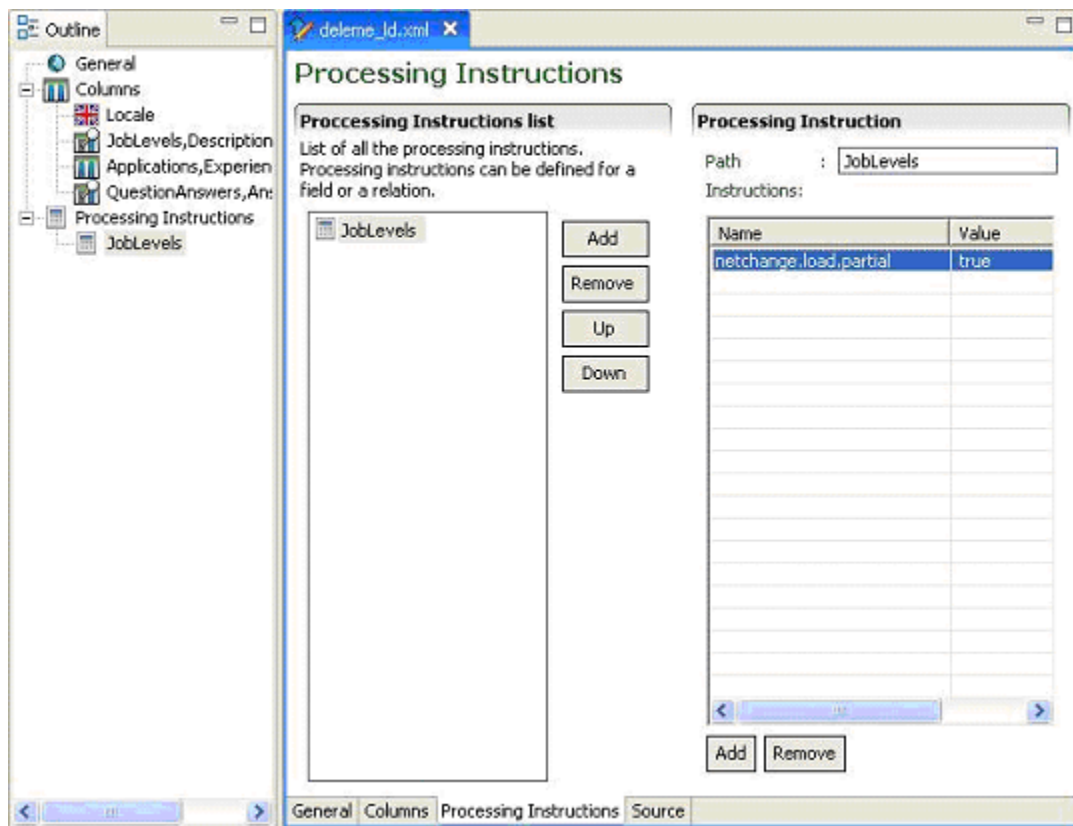 Outline
General
Columns
Locale
JobLevels,Description
Applications,Experien
QuestionAnswers,An
Processing Instructions
JobLevels
deleme_ld.xml
Processing Instructions
Proccessing Instructions list
List of all the processing instructions.
Processing instructions can be defined for a
field or a relation.
JobLevels
Add
Remove
Up
Down
Processing Instruction
Path : JobLevels
Instructions:
Name Value
netchange.load.partial true
Add Remove
General Columns Processing Instructions Source